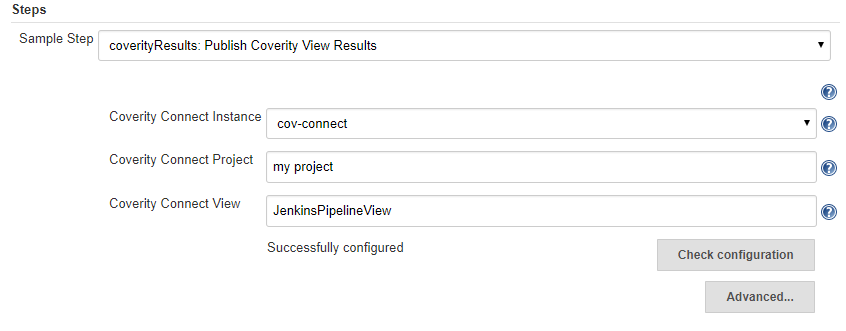 Steps
Sample Step coverityResults: Publish Coverity View Results
Coverity Connect Instance cov-connect
Coverity Connect Project my project
Coverity Connect View JenkinsPipelineView
Successfully configured Check configuration
Advanced...